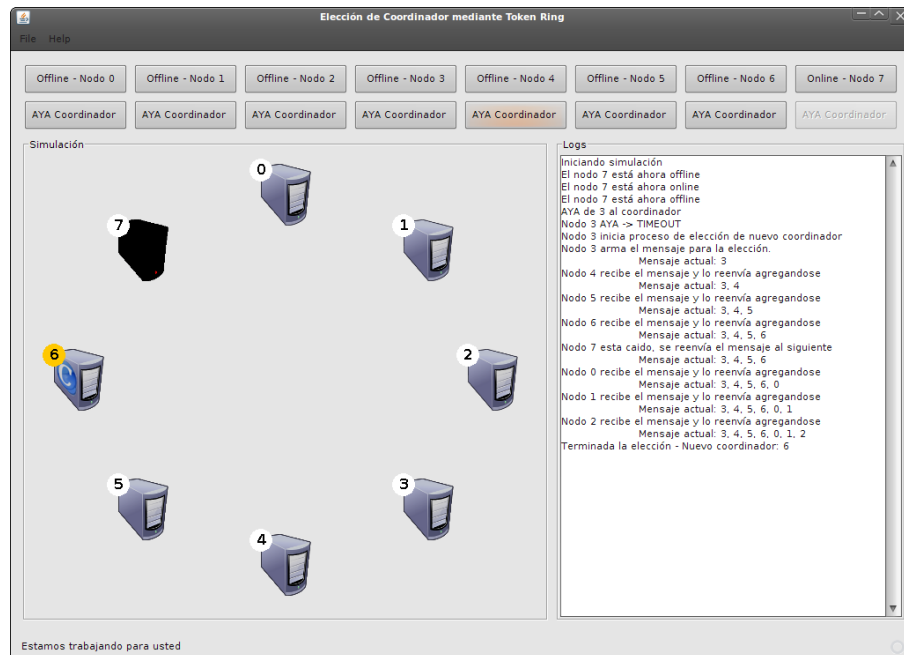 Elección de Coordinador mediante Token Ring
File Help
Offline - Nodo 0 Offline - Nodo 1 Offline - Nodo 2 Offline - Nodo 3 Offline - Nodo 4 Offline - Nodo 5 Offline - Nodo 6 Online - Nodo 7
AYA Coordinador AYA Coordinador AYA Coordinador AYA Coordinador AYA Coordinador AYA Coordinador AYA Coordinador AYA Coordinador
Simulación
0
7
1
6
2
5
3
4
Logs
Iniciando simulación
El nodo 7 está ahora offline
El nodo 7 está ahora online
El nodo 7 está ahora offline
AYA de 3 al coordinador
Nodo 3 AYA -> TIMEOUT
Nodo 3 inicia proceso de elección de nuevo coordinador
Nodo 3 arma el mensaje para la elección.
Mensaje actual: 3
Nodo 4 recibe el mensaje y lo reenvía agregandose
Mensaje actual: 3, 4
Nodo 5 recibe el mensaje y lo reenvía agregandose
Mensaje actual: 3, 4, 5
Nodo 6 recibe el mensaje y lo reenvía agregandose
Mensaje actual: 3, 4, 5, 6
Nodo 7 esta caido, se reenvía el mensaje al siguiente
Mensaje actual: 3, 4, 5, 6
Nodo 0 recibe el mensaje y lo reenvía agregandose
Mensaje actual: 3, 4, 5, 6, 0
Nodo 1 recibe el mensaje y lo reenvía agregandose
Mensaje actual: 3, 4, 5, 6, 0, 1
Nodo 2 recibe el mensaje y lo reenvía agregandose
Mensaje actual: 3, 4, 5, 6, 0, 1, 2
Terminada la elección - Nuevo coordinador: 6
Estamos trabajando para usted